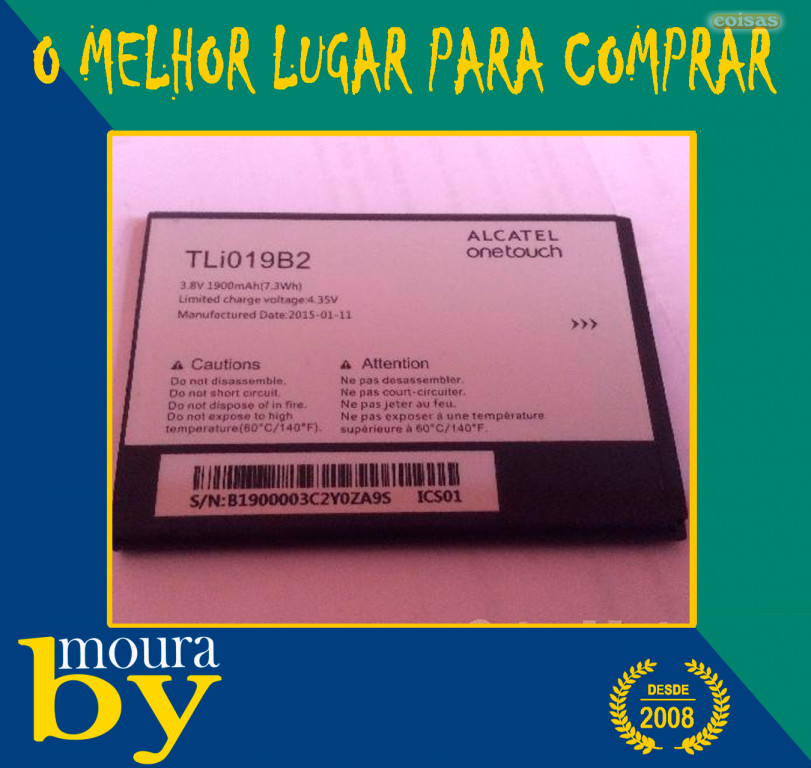 coisas
O MELHOR LUGAR PARA COMPRAR
ALCATEL
onetouch
TLi019B2
3.8V 1900mAh(7.3Wh)
Limited charge voltage:4.35V
Manufactured Date:2015-01-11
>>>
Cautions
Do not disassemble.
Do not short circuit.
Do not dispose of in fire.
Do not expose to high
temperature(60°C/140°F).
Attention
Ne pas desassembler.
Ne pas court-circuiter.
Ne pas jeter au feu.
Ne pas exposer à une température
supérieure à 60°C/140°F.
S/N:B1900003C2Y0ZA9S ICS01
by moura
DESDE
2008